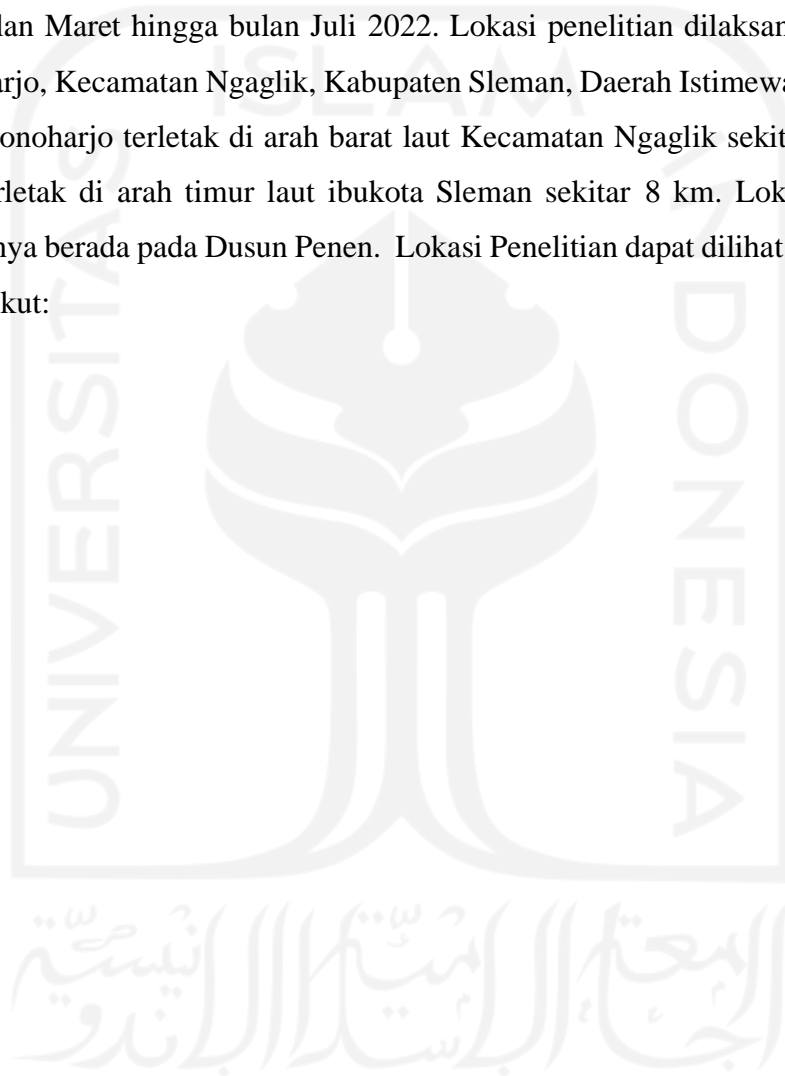 lan Maret hingga bulan Juli 2022. Lokasi penelitian dilaksan
arjo, Kecamatan Ngaglik, Kabupaten Sleman, Daerah Istimewa
onoharjo terletak di arah barat laut Kecamatan Ngaglik sekit
rletak di arah timur laut ibukota Sleman sekitar 8 km. Lok
nya berada pada Dusun Penen. Lokasi Penelitian dapat dilihat
kut:
ISLAM
UNIVERSITAS
INDONESIA